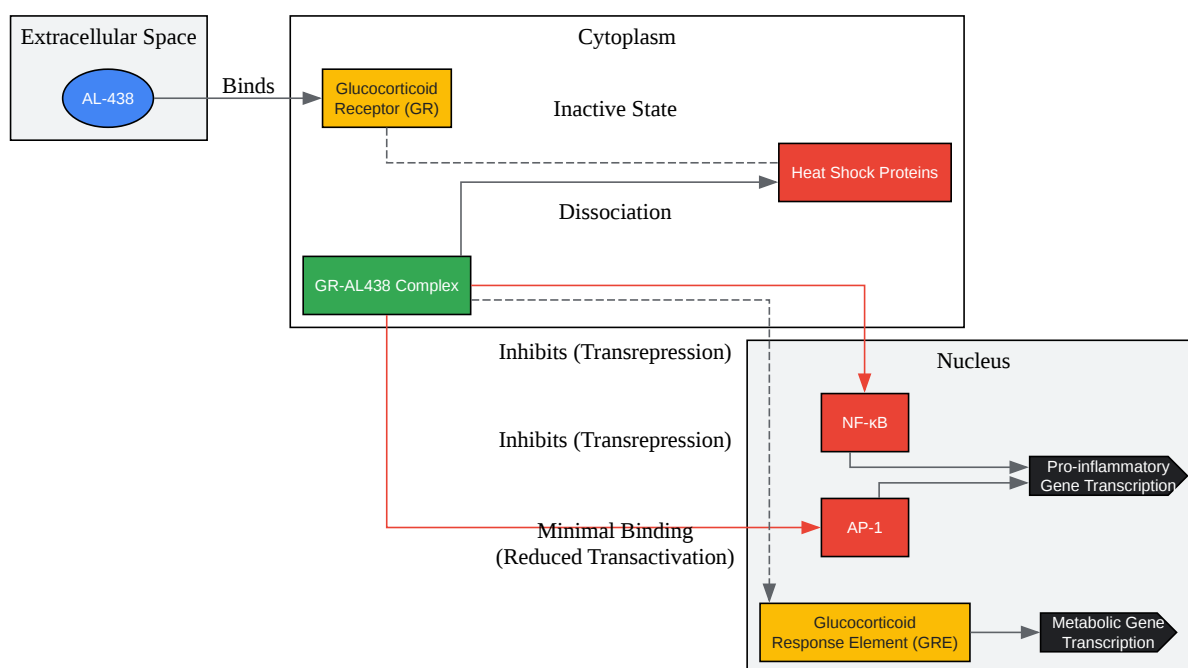 Extracellular Space
AL-438
Binds
Cytoplasm
Glucocorticoid
Receptor (GR)
Inactive State
Heat Shock Proteins
Dissociation
GR-AL438 Complex
Inhibits (Transrepression)
Nucleus
NF-κB
Inhibits (Transrepression)
Pro-inflammatory
Gene Transcription
AP-1
Minimal Binding
(Reduced Transactivation)
Glucocorticoid
Response Element (GRE)
Metabolic Gene
Transcription